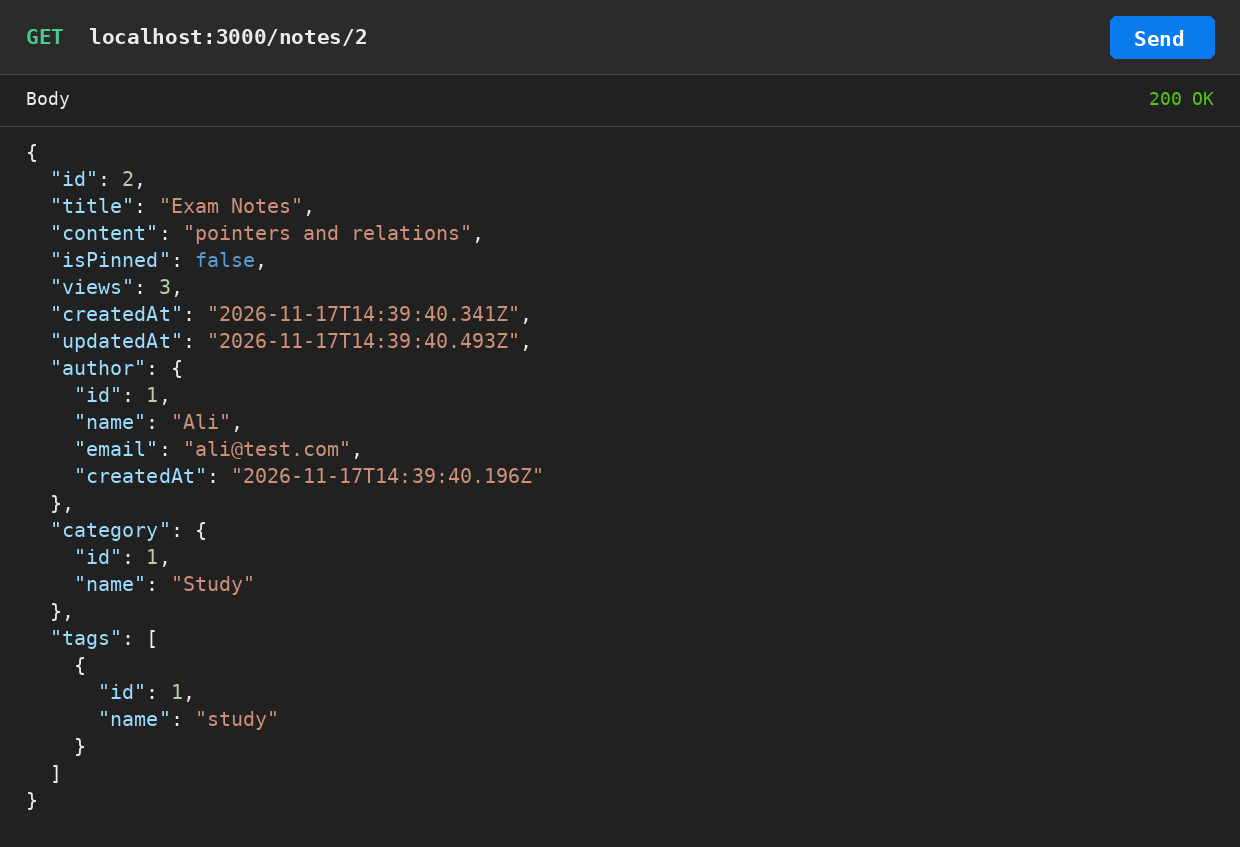 GET localhost:3000/notes/2
Send
Body
200 OK
{
  "id": 2,
  "title": "Exam Notes",
  "content": "pointers and relations",
  "isPinned": false,
  "views": 3,
  "createdAt": "2026-11-17T14:39:40.341Z",
  "updatedAt": "2026-11-17T14:39:40.493Z",
  "author": {
    "id": 1,
    "name": "Ali",
    "email": "ali@test.com",
    "createdAt": "2026-11-17T14:39:40.196Z"
  },
  "category": {
    "id": 1,
    "name": "Study"
  },
  "tags": [
    {
      "id": 1,
      "name": "study"
    }
  ]
}